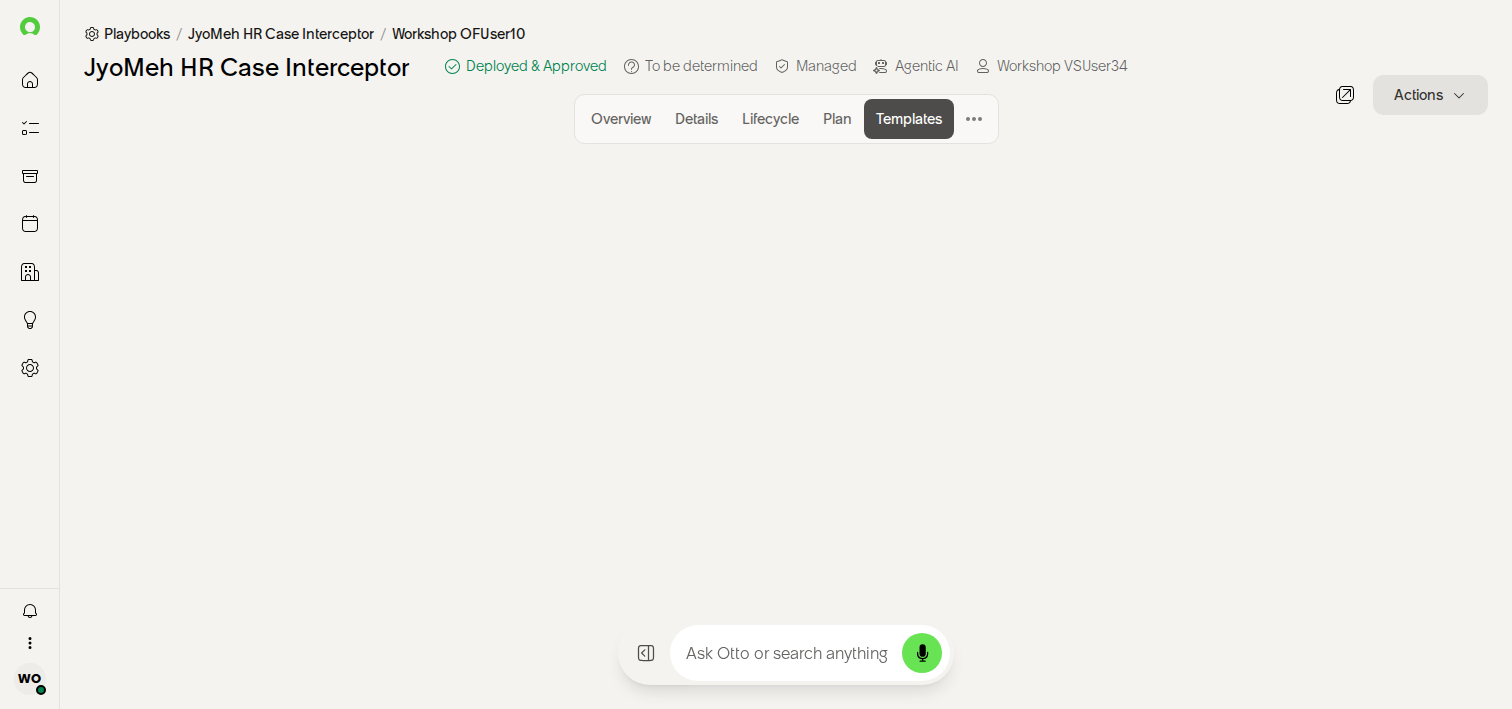 Playbooks / JyoMeh HR Case Interceptor / Workshop OFUser10
JyoMeh HR Case Interceptor
Deployed & Approved
To be determined
Managed
Agentic AI
Workshop VSUser34
Actions
Overview
Details
Lifecycle
Plan
Templates
Ask Otto or search anything
WO